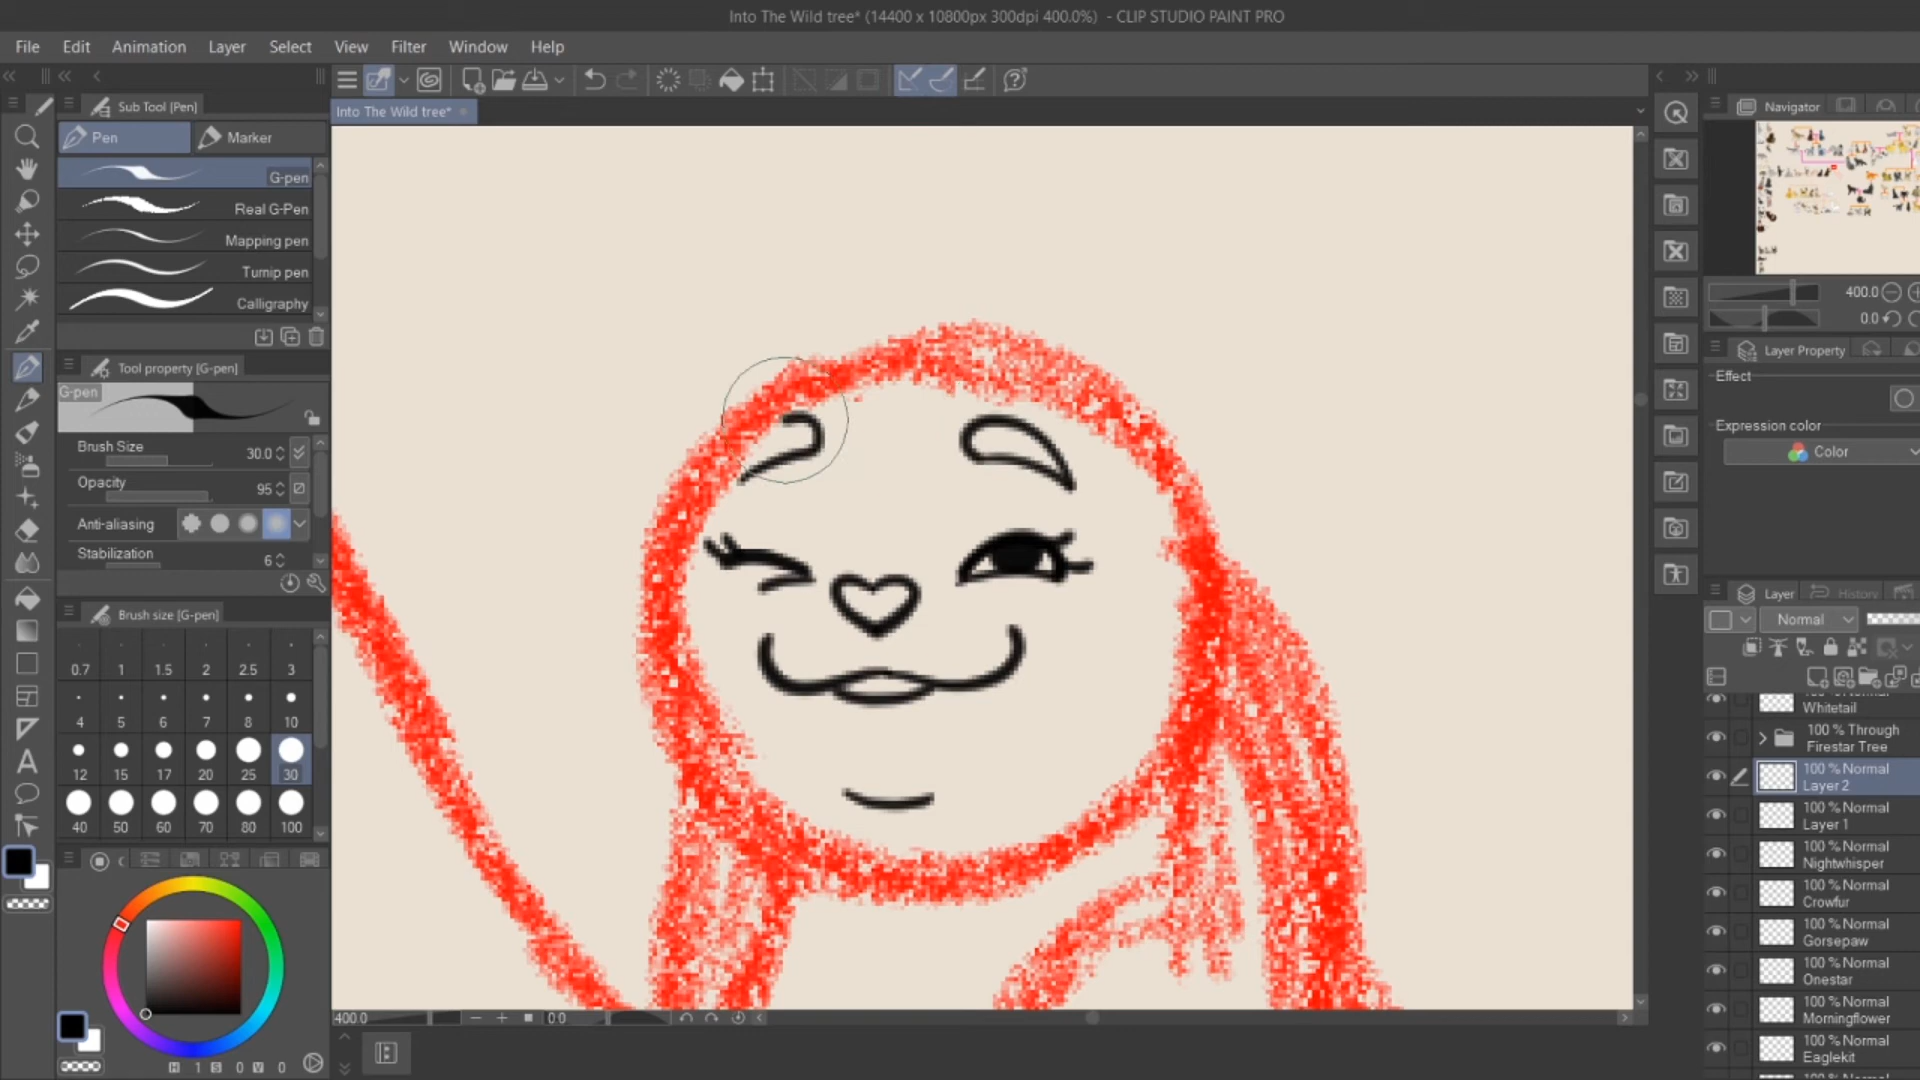 Into The Wild tree* (14400 x 10800px 300dpi 400.0%) - CLIP STUDIO PAINT PRO
File Edit Animation Layer Select View Filter Window Help
Sub Tool [Pen]
Pen Marker
G-pen
Real G-Pen
Mapping pen
Turnip pen
Calligraphy
Tool property [G-pen]
G-pen
Brush Size 30.0
Opacity 95
Anti-aliasing
Stabilization 6
Brush size [G-pen]
0.7 1 1.5 2 2.5 3
4 5 6 7 8 10
12 15 17 20 25 30
40 50 60 70 80 100
H 1 S 0 V 0
Into The Wild tree*
400.0 0.0
Navigator
400.0
0.0
Layer Property
Effect
Expression color
Color
Layer History
Normal
Whitetail
100 % Through
Firestar Tree
100 % Normal
Layer 2
100 % Normal
Layer 1
100 % Normal
Nightwhisper
100 % Normal
Crowfur
100 % Normal
Gorsepaw
100 % Normal
Onestar
100 % Normal
Morningflower
100 % Normal
Eaglekit